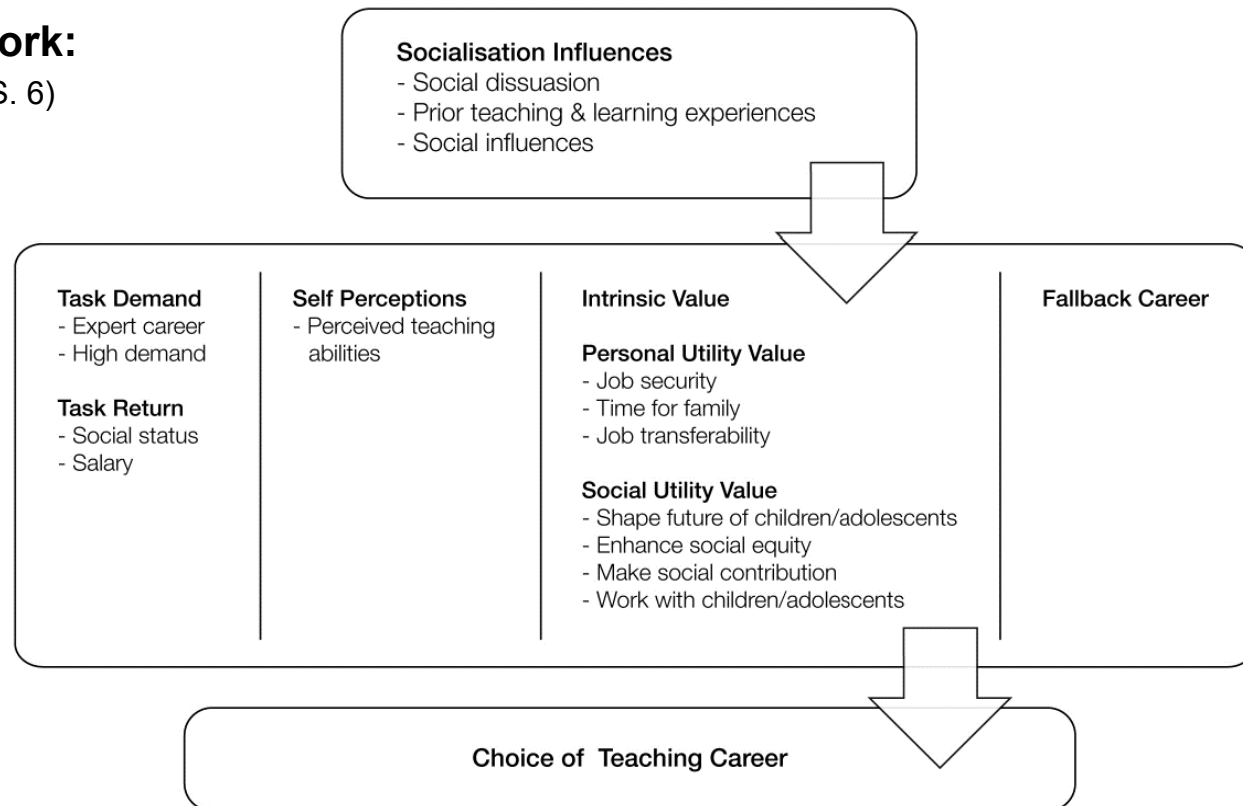 ork:
S. 6)
Socialisation Influences
- Social dissuasion
- Prior teaching & learning experiences
- Social influences
Task Demand
- Expert career
- High demand
Task Return
- Social status
- Salary
Self Perceptions
- Perceived teaching
abilities
Intrinsic Value
Personal Utility Value
- Job security
- Time for family
- Job transferability
Social Utility Value
- Shape future of children/adolescents
- Enhance social equity
- Make social contribution
- Work with children/adolescents
Fallback Career
Choice of Teaching Career